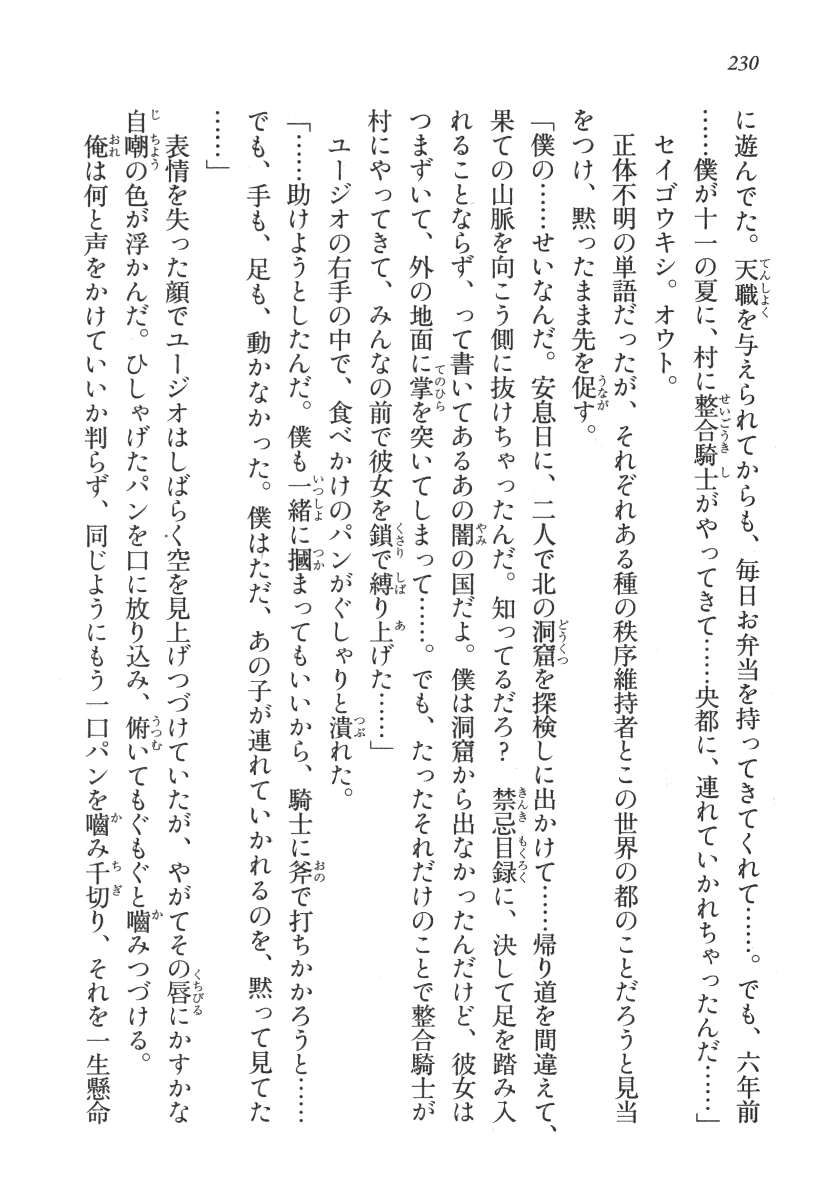 230
に遊んでた。天職を与えられてからも、毎日お弁当を持ってきてくれて……。でも、六年前
……僕が十一の夏に、村に整合騎士がやってきて……央都に、連れていかれちゃったんだ……」
セイゴウキシ。オウト。
正体不明の単語だったが、それぞれある種の秩序維持者とこの世界の都のことだろうと見当
をつけ、黙ったまま先を促す。
「僕の……せいなんだ。安息日に、二人で北の洞窟を探検しに出かけて……帰り道を間違えて、
果ての山脈を向こう側に抜けちゃったんだ。知ってるだろ？　禁忌目録に、決して足を踏み入
れることならず、って書いてあるあの闇の国だよ。僕は洞窟から出なかったんだけど、彼女は
つまずいて、外の地面に掌を突いてしまって……。でも、たったそれだけのことで整合騎士が
村にやってきて、みんなの前で彼女を鎖で縛り上げた……」
ユージオの右手の中で、食べかけのパンがぐしゃりと潰れた。
「……助けようとしたんだ。僕も一緒に摑まってもいいから、騎士に斧で打ちかかろうと……
でも、手も、足も、動かなかった。僕はただ、あの子が連れていかれるのを、黙って見てた
……」
表情を失った顔でユージオはしばらく空を見上げつづけていたが、やがてその唇にかすかな
自嘲の色が浮かんだ。ひしゃげたパンを口に放り込み、俯いてもぐもぐと嚙みつづける。
俺は何と声をかけていいか判らず、同じようにもう一口パンを嚙み千切り、それを一生懸命